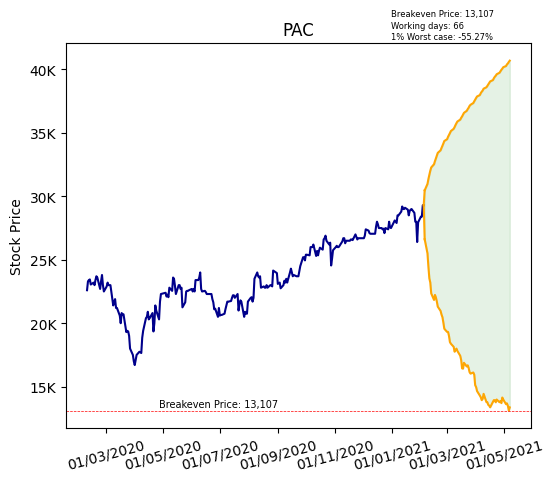 Breakeven Price: 13,107
Working days: 66
1% Worst case: -55.27%
PAC
Stock Price
40K
35K
30K
25K
20K
15K
Breakeven Price: 13,107
01/03/2020
01/05/2020
01/07/2020
01/09/2020
01/11/2020
01/01/2021
01/03/2021
01/05/2021